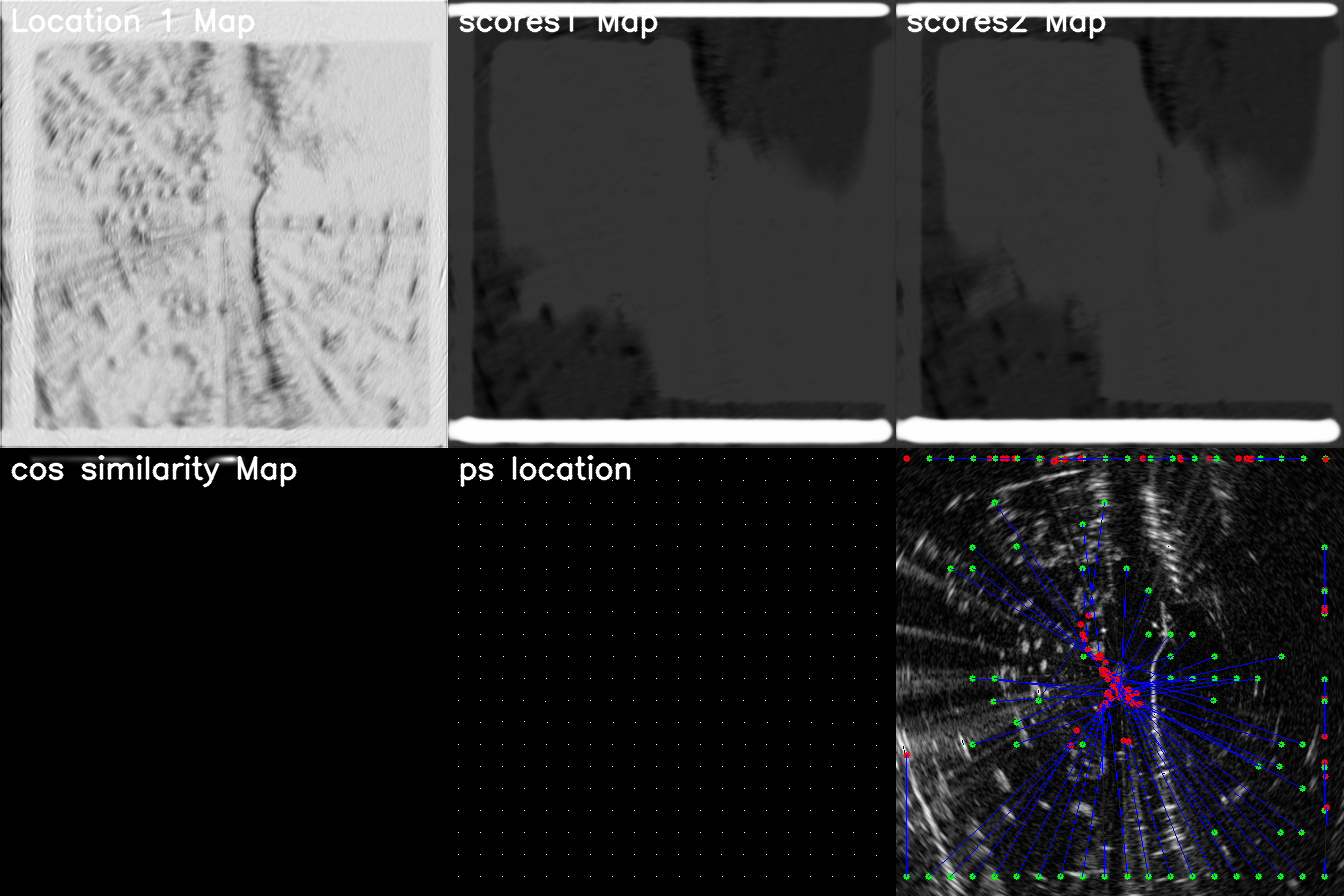 Location 1 Map
scores1 Map
scores2 Map
cos similarity Map
ps location